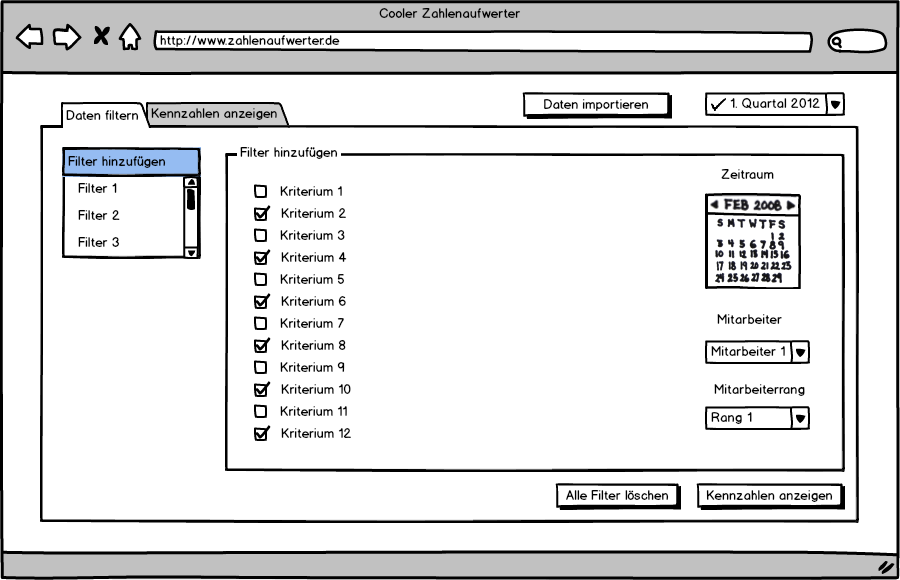 Cooler Zahlenaufwerter
http://www.zahlenaufwerter.de
Daten importieren
1. Quartal 2012
Daten filtern
Kennzahlen anzeigen
Filter hinzufügen
Filter 1
Filter 2
Filter 3
Filter hinzufügen
Kriterium 1
Kriterium 2
Kriterium 3
Kriterium 4
Kriterium 5
Kriterium 6
Kriterium 7
Kriterium 8
Kriterium 9
Kriterium 10
Kriterium 11
Kriterium 12
Zeitraum
FEB 2008
S M T W T F S
1 2
3 4 5 6 7 8 9
10 11 12 13 14 15 16
17 18 19 20 21 22 23
24 25 26 27 28 29
Mitarbeiter
Mitarbeiter 1
Mitarbeiterrang
Rang 1
Alle Filter löschen
Kennzahlen anzeigen